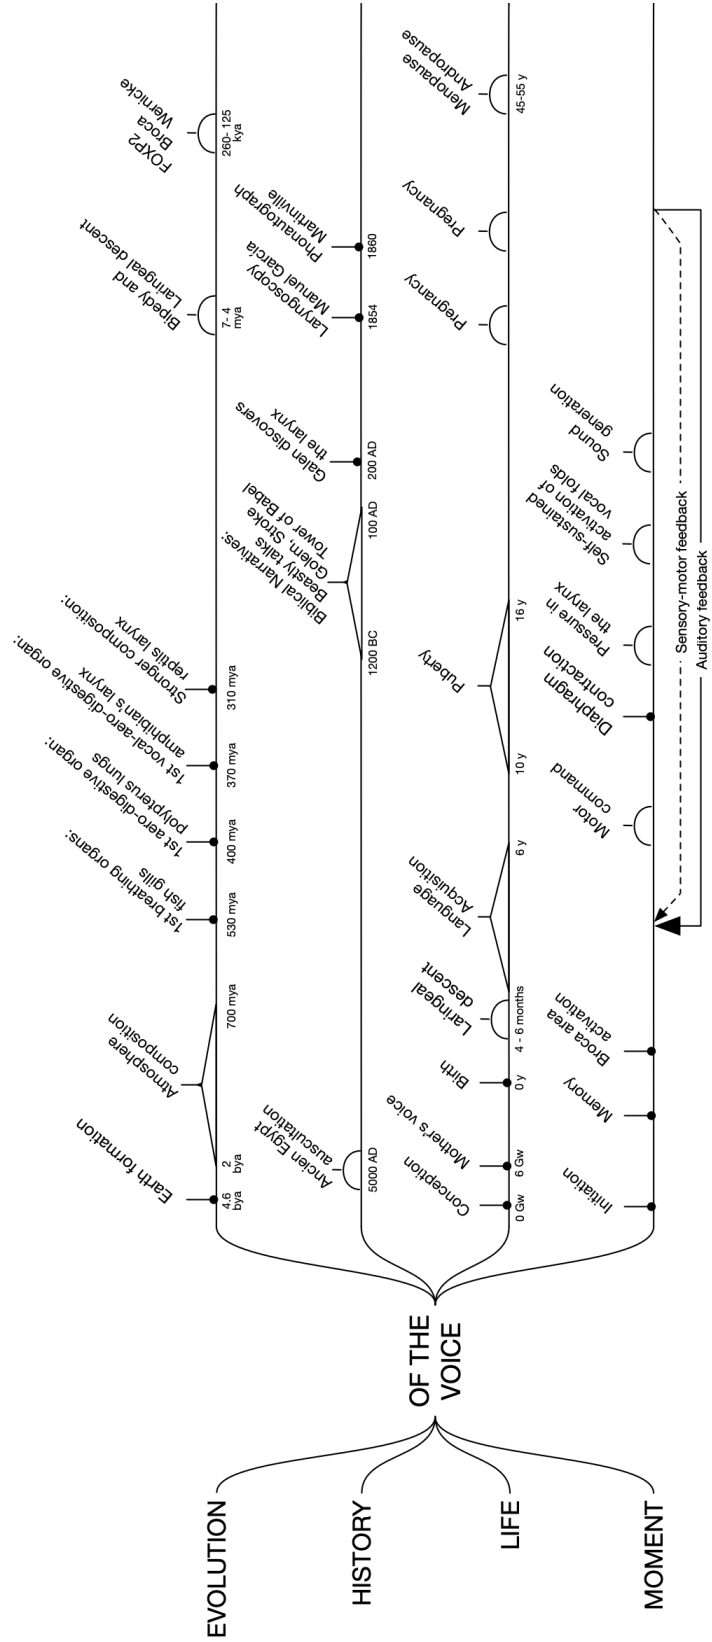 EVOLUTION
HISTORY
LIFE
MOMENT
OF THE
VOICE
Earth formation
4.6
bya
Atmosphere
composition
2
bya
700 mya
1st breathing organs:
fish gills
530 mya
1st aero-digestive organ:
polypterus lungs
400 mya
1st vocal-aero-digestive organ:
amphibian's larynx
370 mya
Stronger composition:
reptils larynx
310 mya
Bipedy and
Laringeal descent
7- 4
mya
FOXP2
Broca
Wernicke
260- 125
kya
Ancien Egypt
auscultation
5000 AD
Biblical Narratives:
Beastly talks
Golem, Stroke
Tower of Babel
1200 BC
100 AD
Galen discovers
the larynx
200 AD
Laryngoscopy
Manuel García
1854
Phonautograph
Martinville
1860
Conception
0 Gw
Mother's voice
6 Gw
Birth
0 y
Laringeal
descent
4 - 6 months
Language
Acquisition
6 y
Puberty
10 y
16 y
Pregnancy
Pregnancy
Menopause
Andropause
45-55 y
Initiation
Memory
Broca area
activation
Motor
command
Diaphragm
contraction
Pressure in
the larynx
Self-sustained
activation of
vocal folds
Sound
generation
Sensory-motor feedback
Auditory feedback